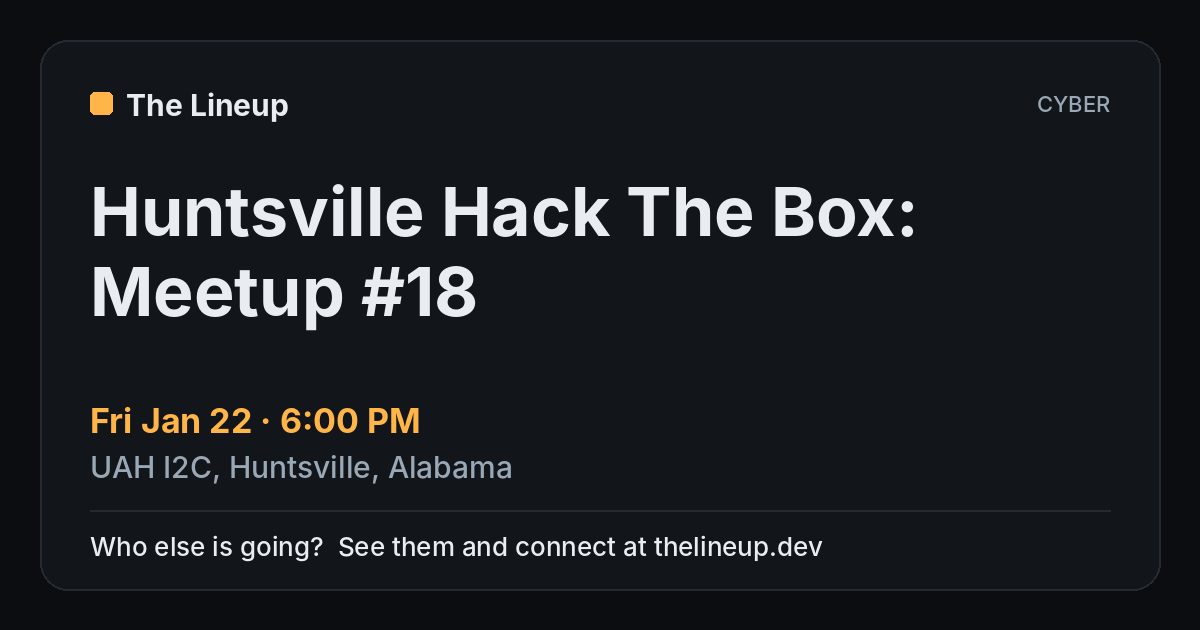 The Lineup
CYBER
Huntsville Hack The Box:
Meetup #18
Fri Jan 22 · 6:00 PM
UAH I2C, Huntsville, Alabama
Who else is going? See them and connect at thelineup.dev